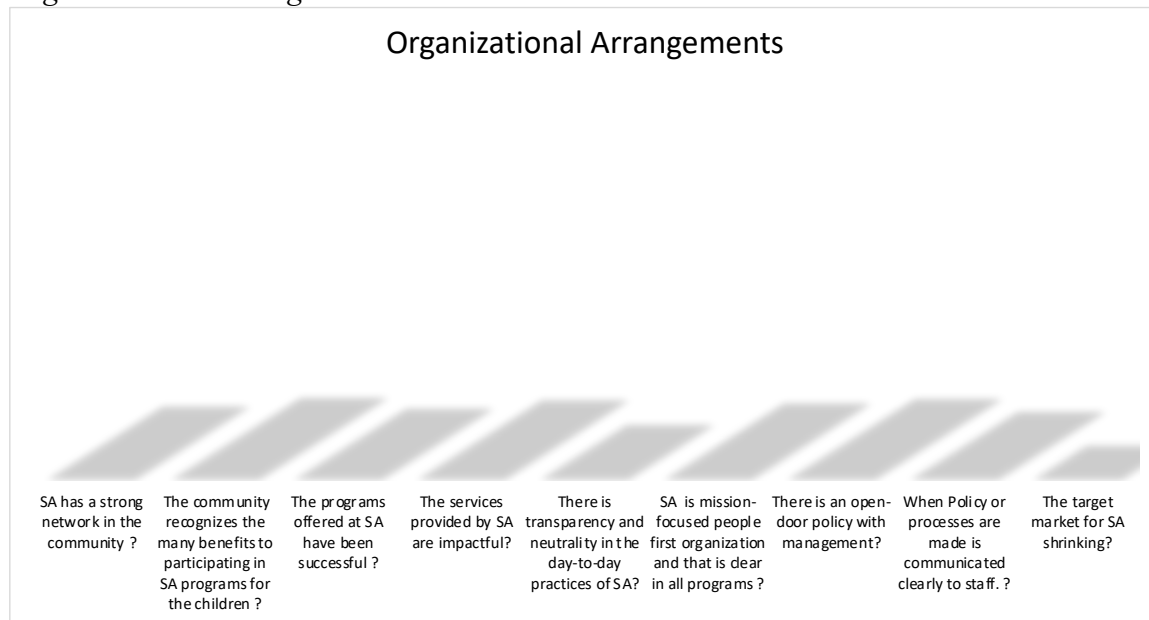 Organizational Arrangements
SA has a strong
network in the
community ?
The community
recognizes the
many benefits to
participating in
SA programs for
the children ?
The programs
offered at SA
have been
successful ?
The services
provided by SA
are impactful?
There is
transparency and
neutrality in the
day-to-day
practices of SA?
SA is mission-
focused people
first organization
and that is clear
in all programs ?
There is an open-
door policy with
management?
When Policy or
processes are
made is
communicated
clearly to staff. ?
The target
market for SA
shrinking?